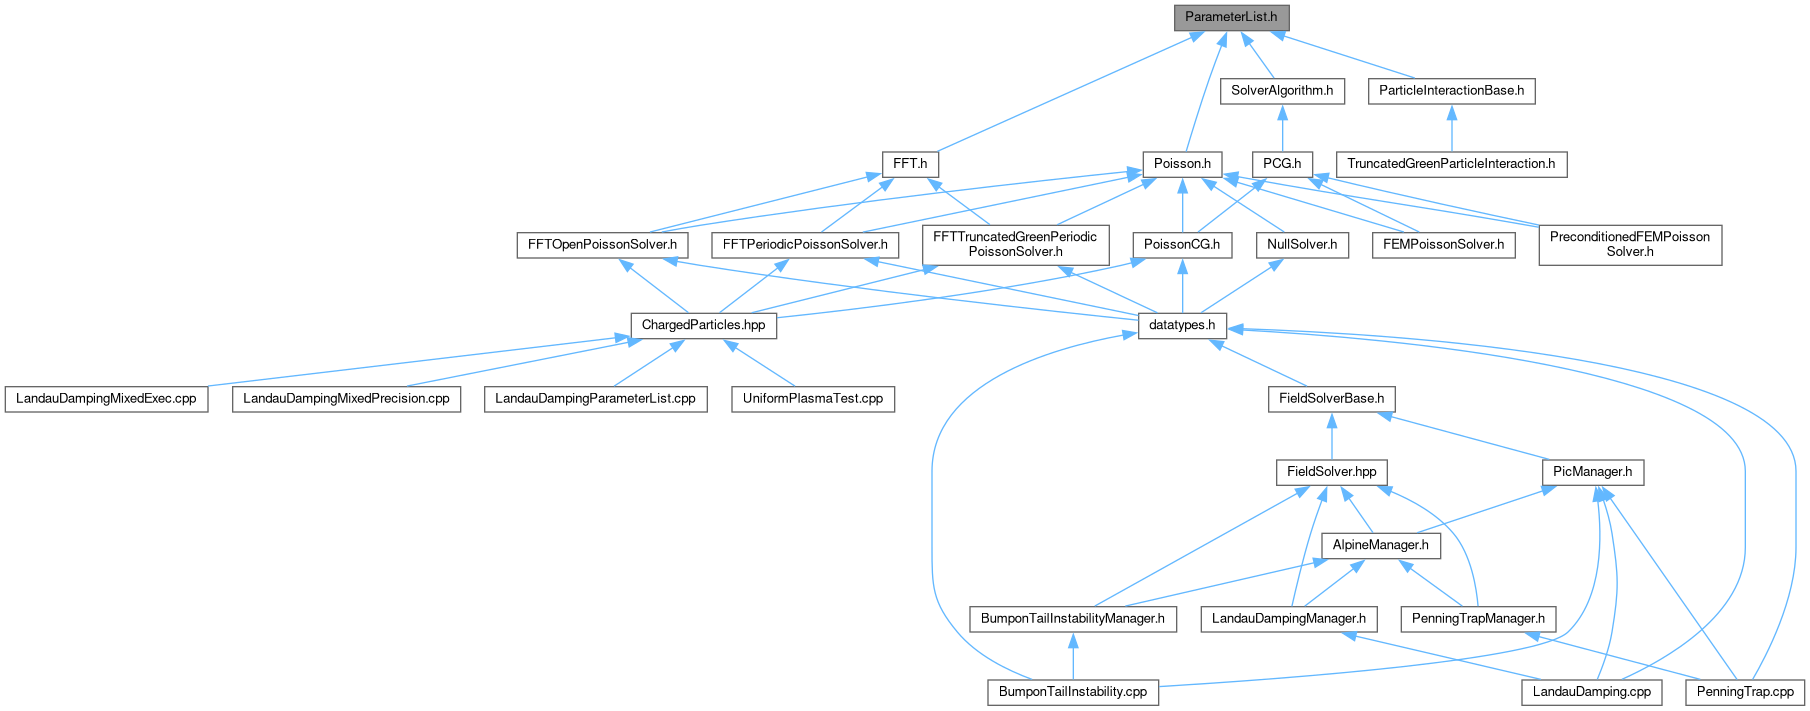 ParameterList.h
SolverAlgorithm.h
ParticleInteractionBase.h
FFT.h
Poisson.h
PCG.h
TruncatedGreenParticleInteraction.h
FFTOpenPoissonSolver.h
FFTPeriodicPoissonSolver.h
FFTTruncatedGreenPeriodic
PoissonSolver.h
PoissonCG.h
NullSolver.h
FEMPoissonSolver.h
PreconditionedFEMPoisson
Solver.h
ChargedParticles.hpp
datatypes.h
LandauDampingMixedExec.cpp
LandauDampingMixedPrecision.cpp
LandauDampingParameterList.cpp
UniformPlasmaTest.cpp
FieldSolverBase.h
FieldSolver.hpp
PicManager.h
AlpineManager.h
BumponTailInstabilityManager.h
LandauDampingManager.h
PenningTrapManager.h
BumponTailInstability.cpp
LandauDamping.cpp
PenningTrap.cpp